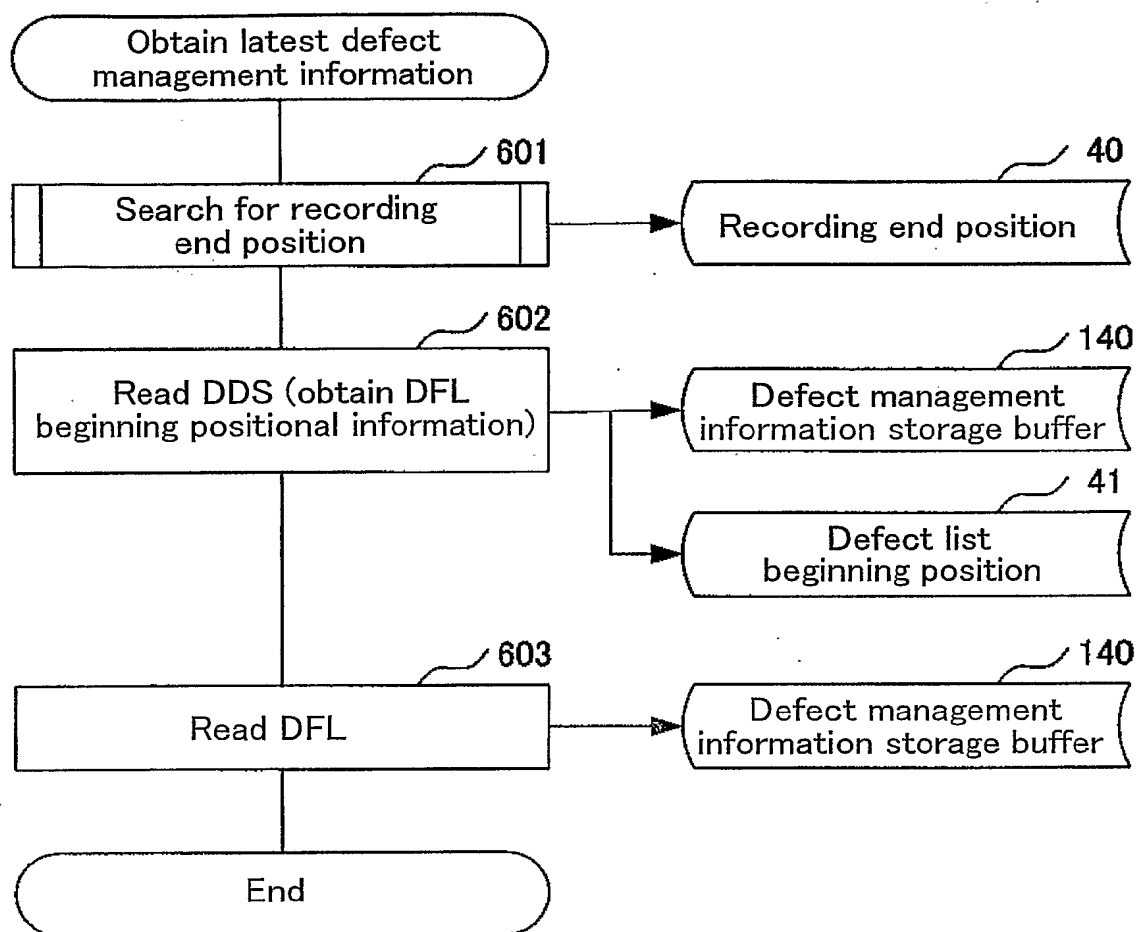 Obtain latest defect
management information
601
Search for recording
end position
40
Recording end position
602
Read DDS (obtain DFL
beginning positional information)
140
Defect management
information storage buffer
41
Defect list
beginning position
603
Read DFL
140
Defect management
information storage buffer
End